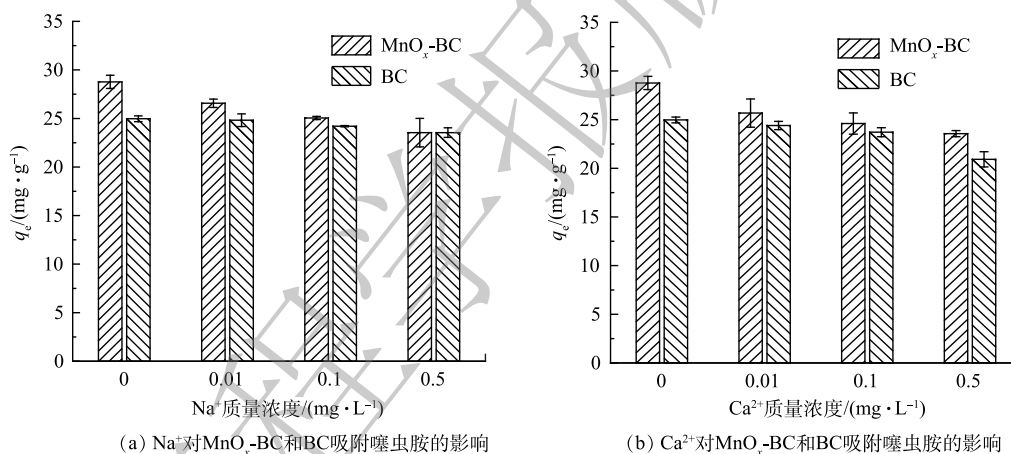 35
30
25
20
15
10
5
0
qₑ/(mg·g⁻¹)
MnOₓ-BC
BC
0 0.01 0.1 0.5
Na⁺质量浓度/(mg·L⁻¹)
(a) Na⁺对MnOₓ-BC和BC吸附噻虫胺的影响
35
30
25
20
15
10
5
0
qₑ/(mg·g⁻¹)
MnOₓ-BC
BC
0 0.01 0.1 0.5
Ca²⁺质量浓度/(mg·L⁻¹)
(b) Ca²⁺对MnOₓ-BC和BC吸附噻虫胺的影响
程学报